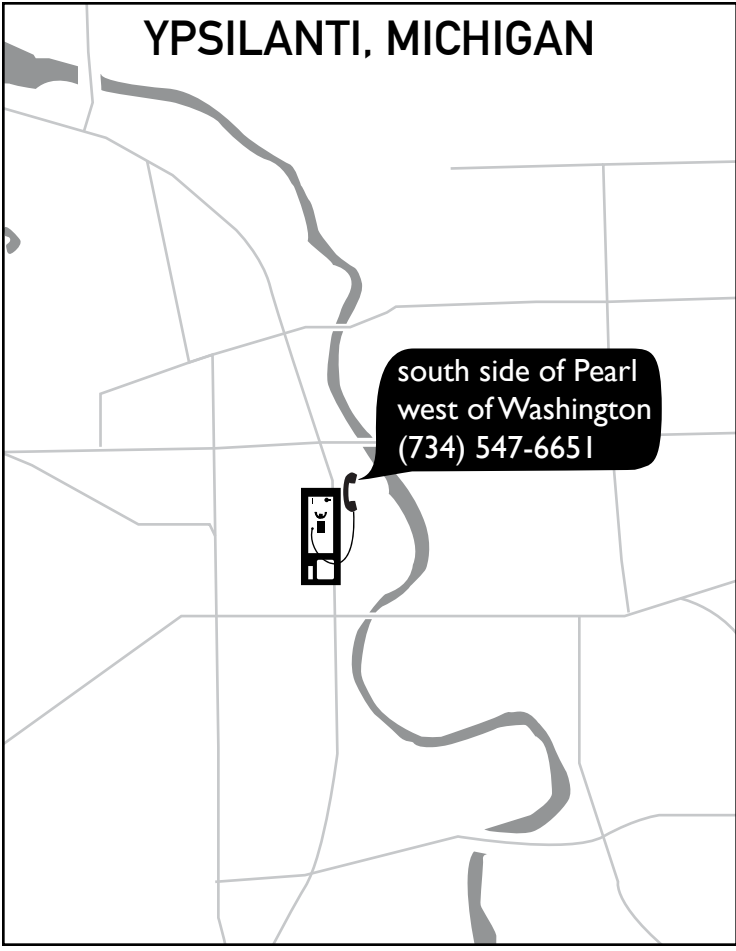 YPSILANTI, MICHIGAN
south side of Pearl
west of Washington
(734) 547-6651